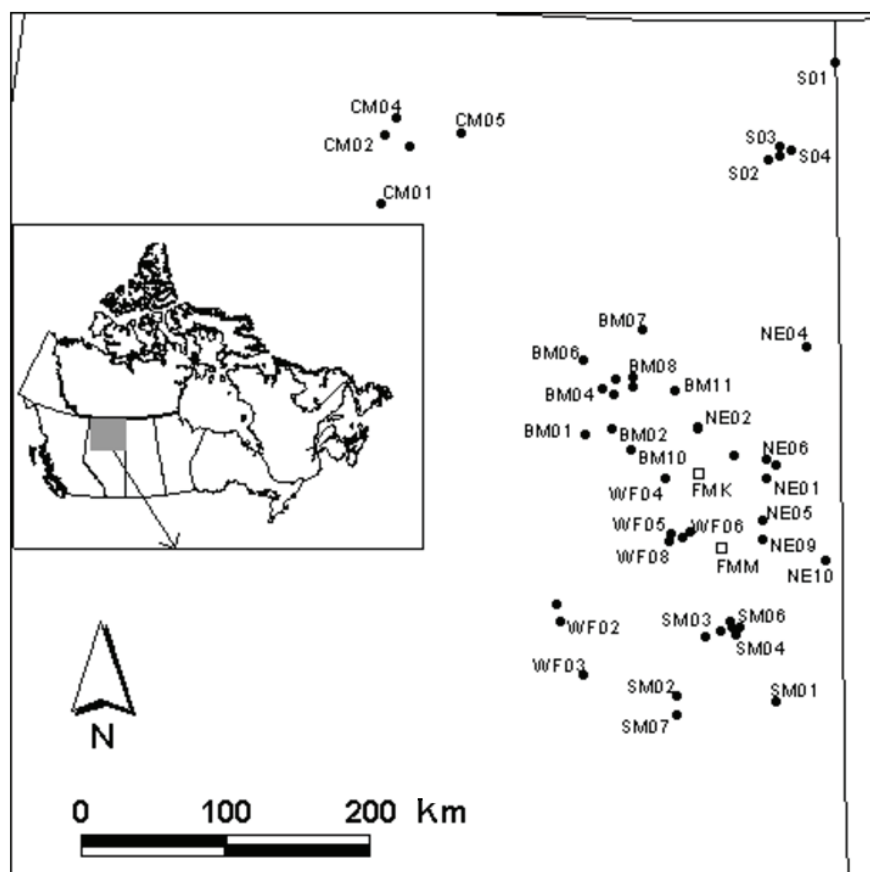 S01
CM04
CM05
CM02
S03
S04
S02
CM01
BM07
NE04
BM06
BM08
BM11
BM04
NE02
BM01
BM02
NE06
BM10
WF04
FMK
NE01
NE05
WF05
WF06
WF08
NE09
FMM
NE10
SM06
SM03
WF02
SM04
WF03
SM02
SM01
SM07
N
0 100 200 Km